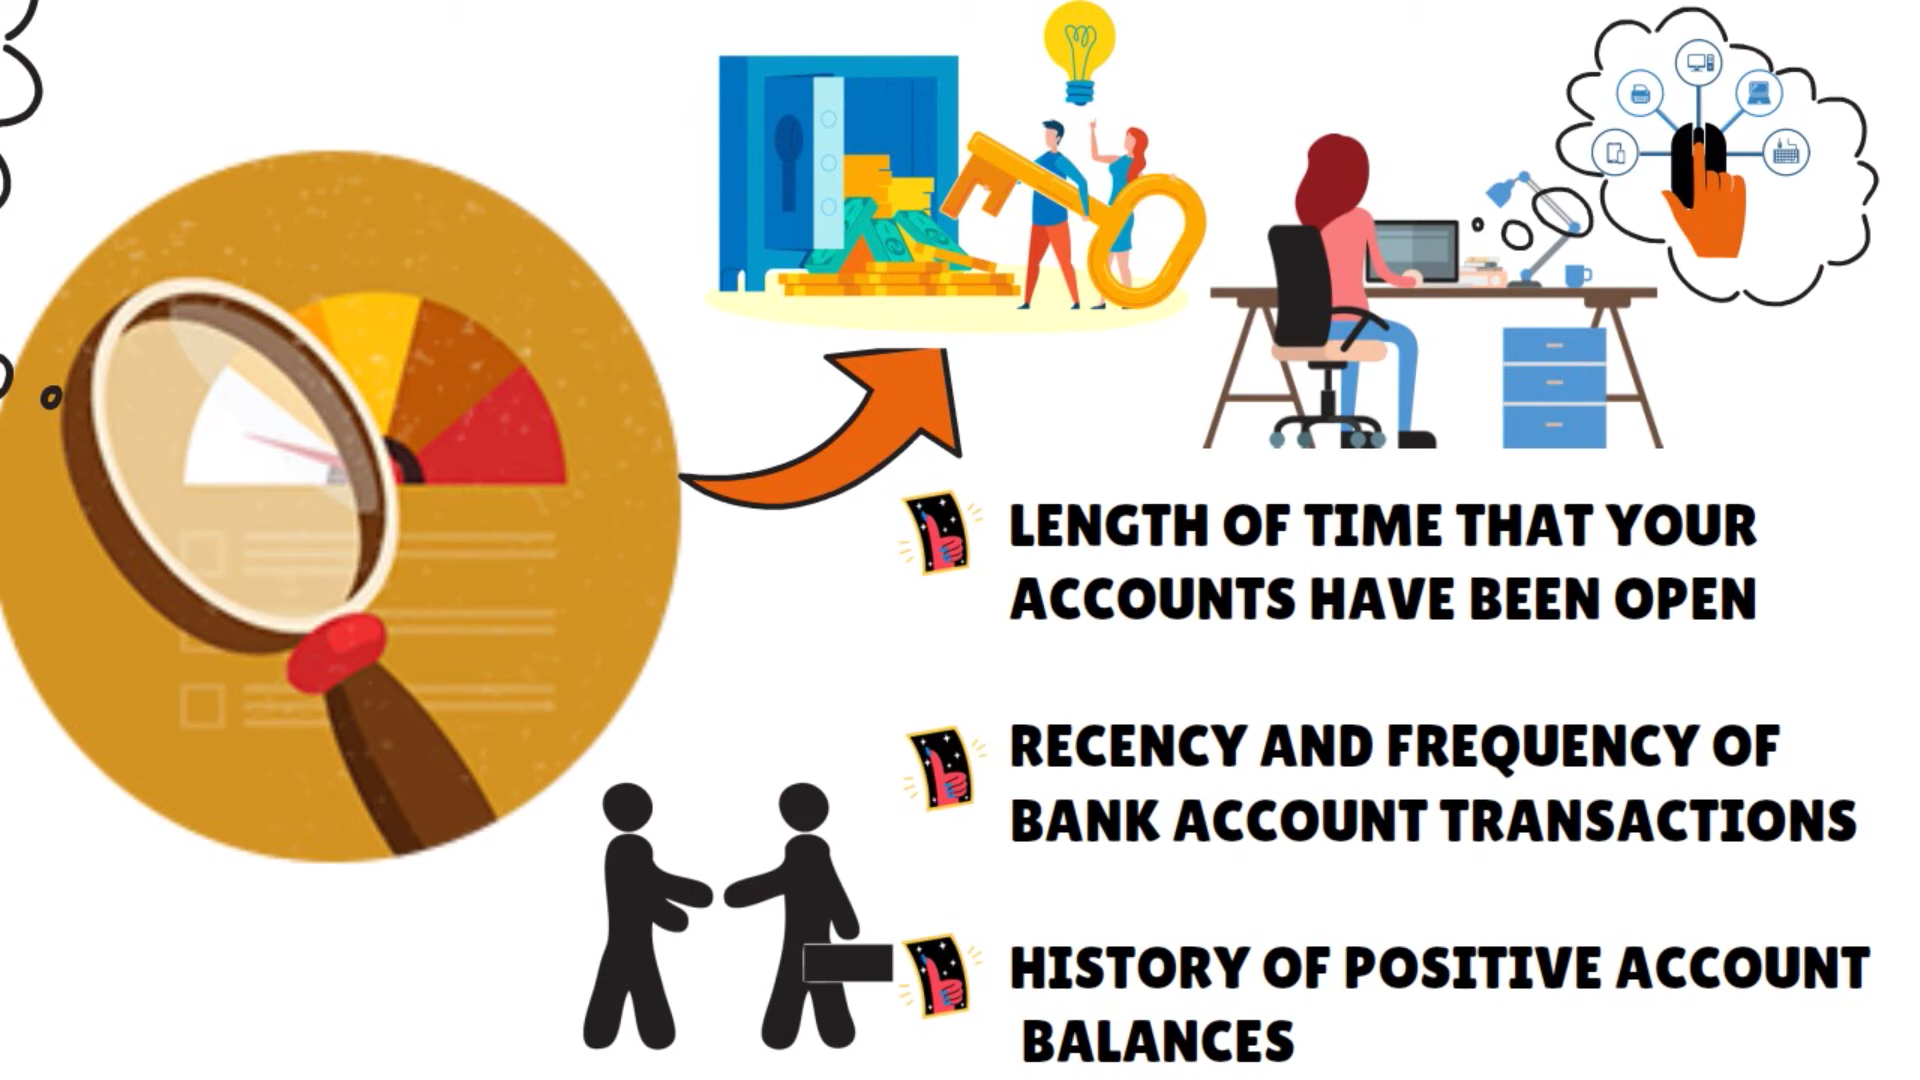 LENGTH OF TIME THAT YOUR
ACCOUNTS HAVE BEEN OPEN
RECENCY AND FREQUENCY OF
BANK ACCOUNT TRANSACTIONS
HISTORY OF POSITIVE ACCOUNT
BALANCES